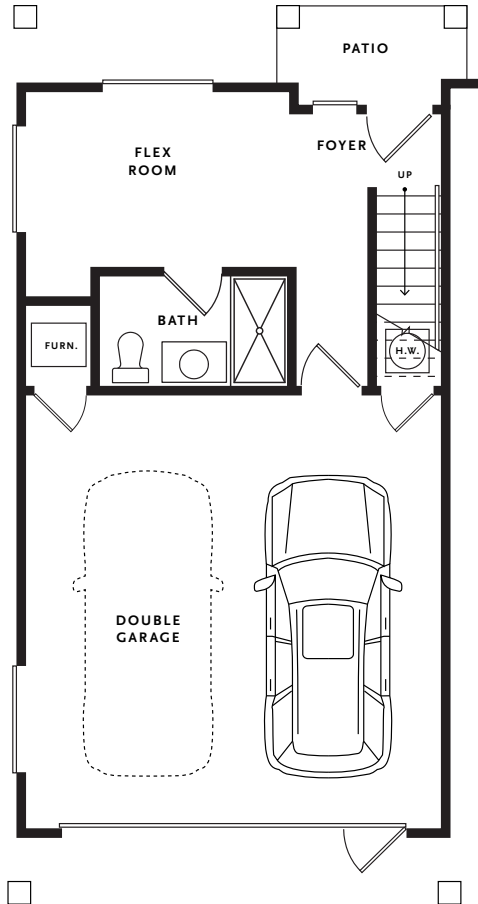 PATIO
FOYER
FLEX
ROOM
UP
BATH
FURN.
H.W.
DOUBLE
GARAGE